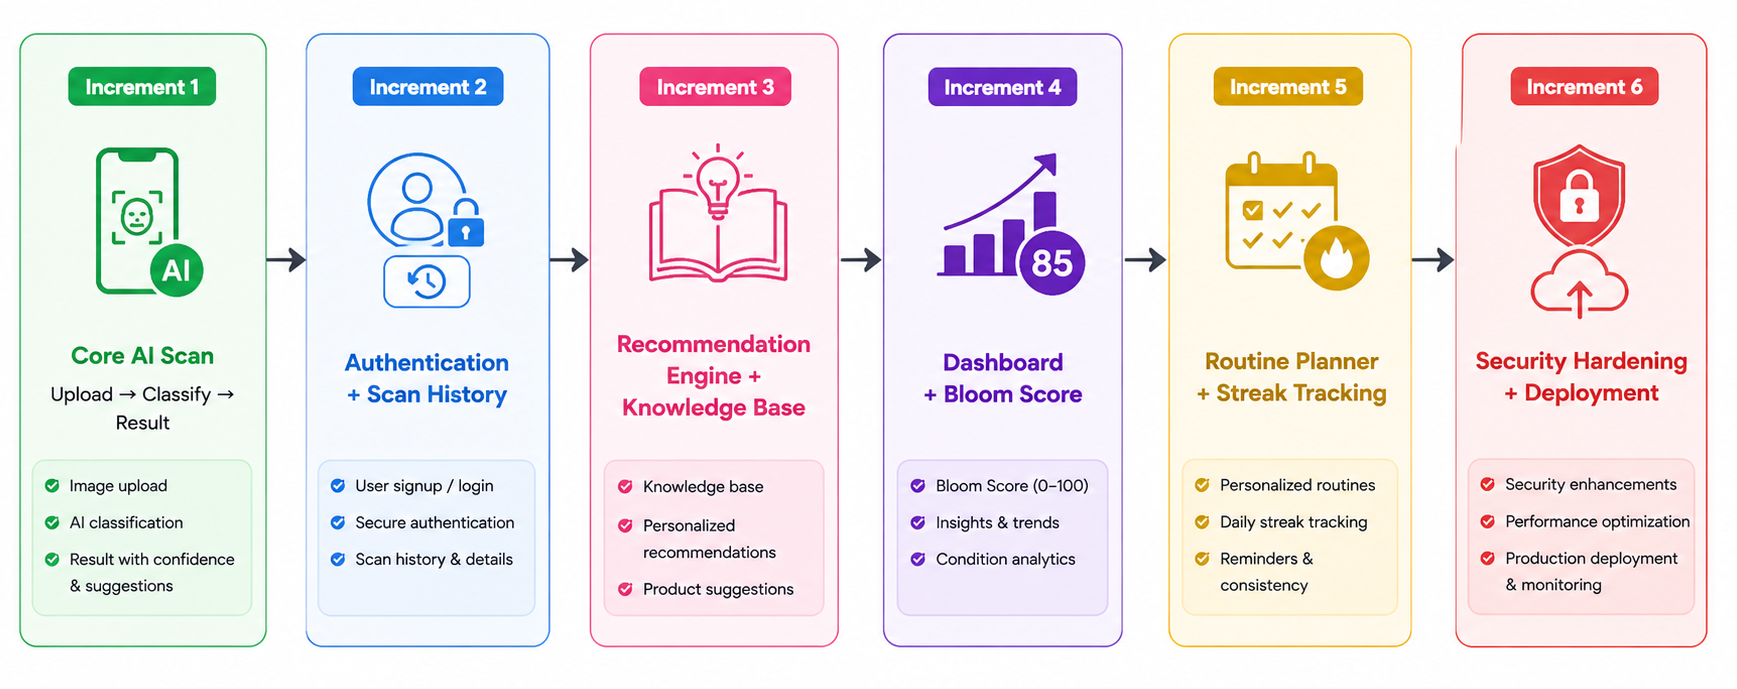 Increment 1
AI
Core AI Scan
Upload → Classify →
Result
Image upload
AI classification
Result with confidence
& suggestions
Increment 2
Authentication
+ Scan History
User signup / login
Secure authentication
Scan history & details
Increment 3
Recommendation
Engine +
Knowledge Base
Knowledge base
Personalized
recommendations
Product suggestions
Increment 4
85
Dashboard
+ Bloom Score
Bloom Score (0–100)
Insights & trends
Condition analytics
Increment 5
Routine Planner
+ Streak Tracking
Personalized routines
Daily streak tracking
Reminders &
consistency
Increment 6
Security Hardening
+ Deployment
Security enhancements
Performance optimization
Production deployment
& monitoring